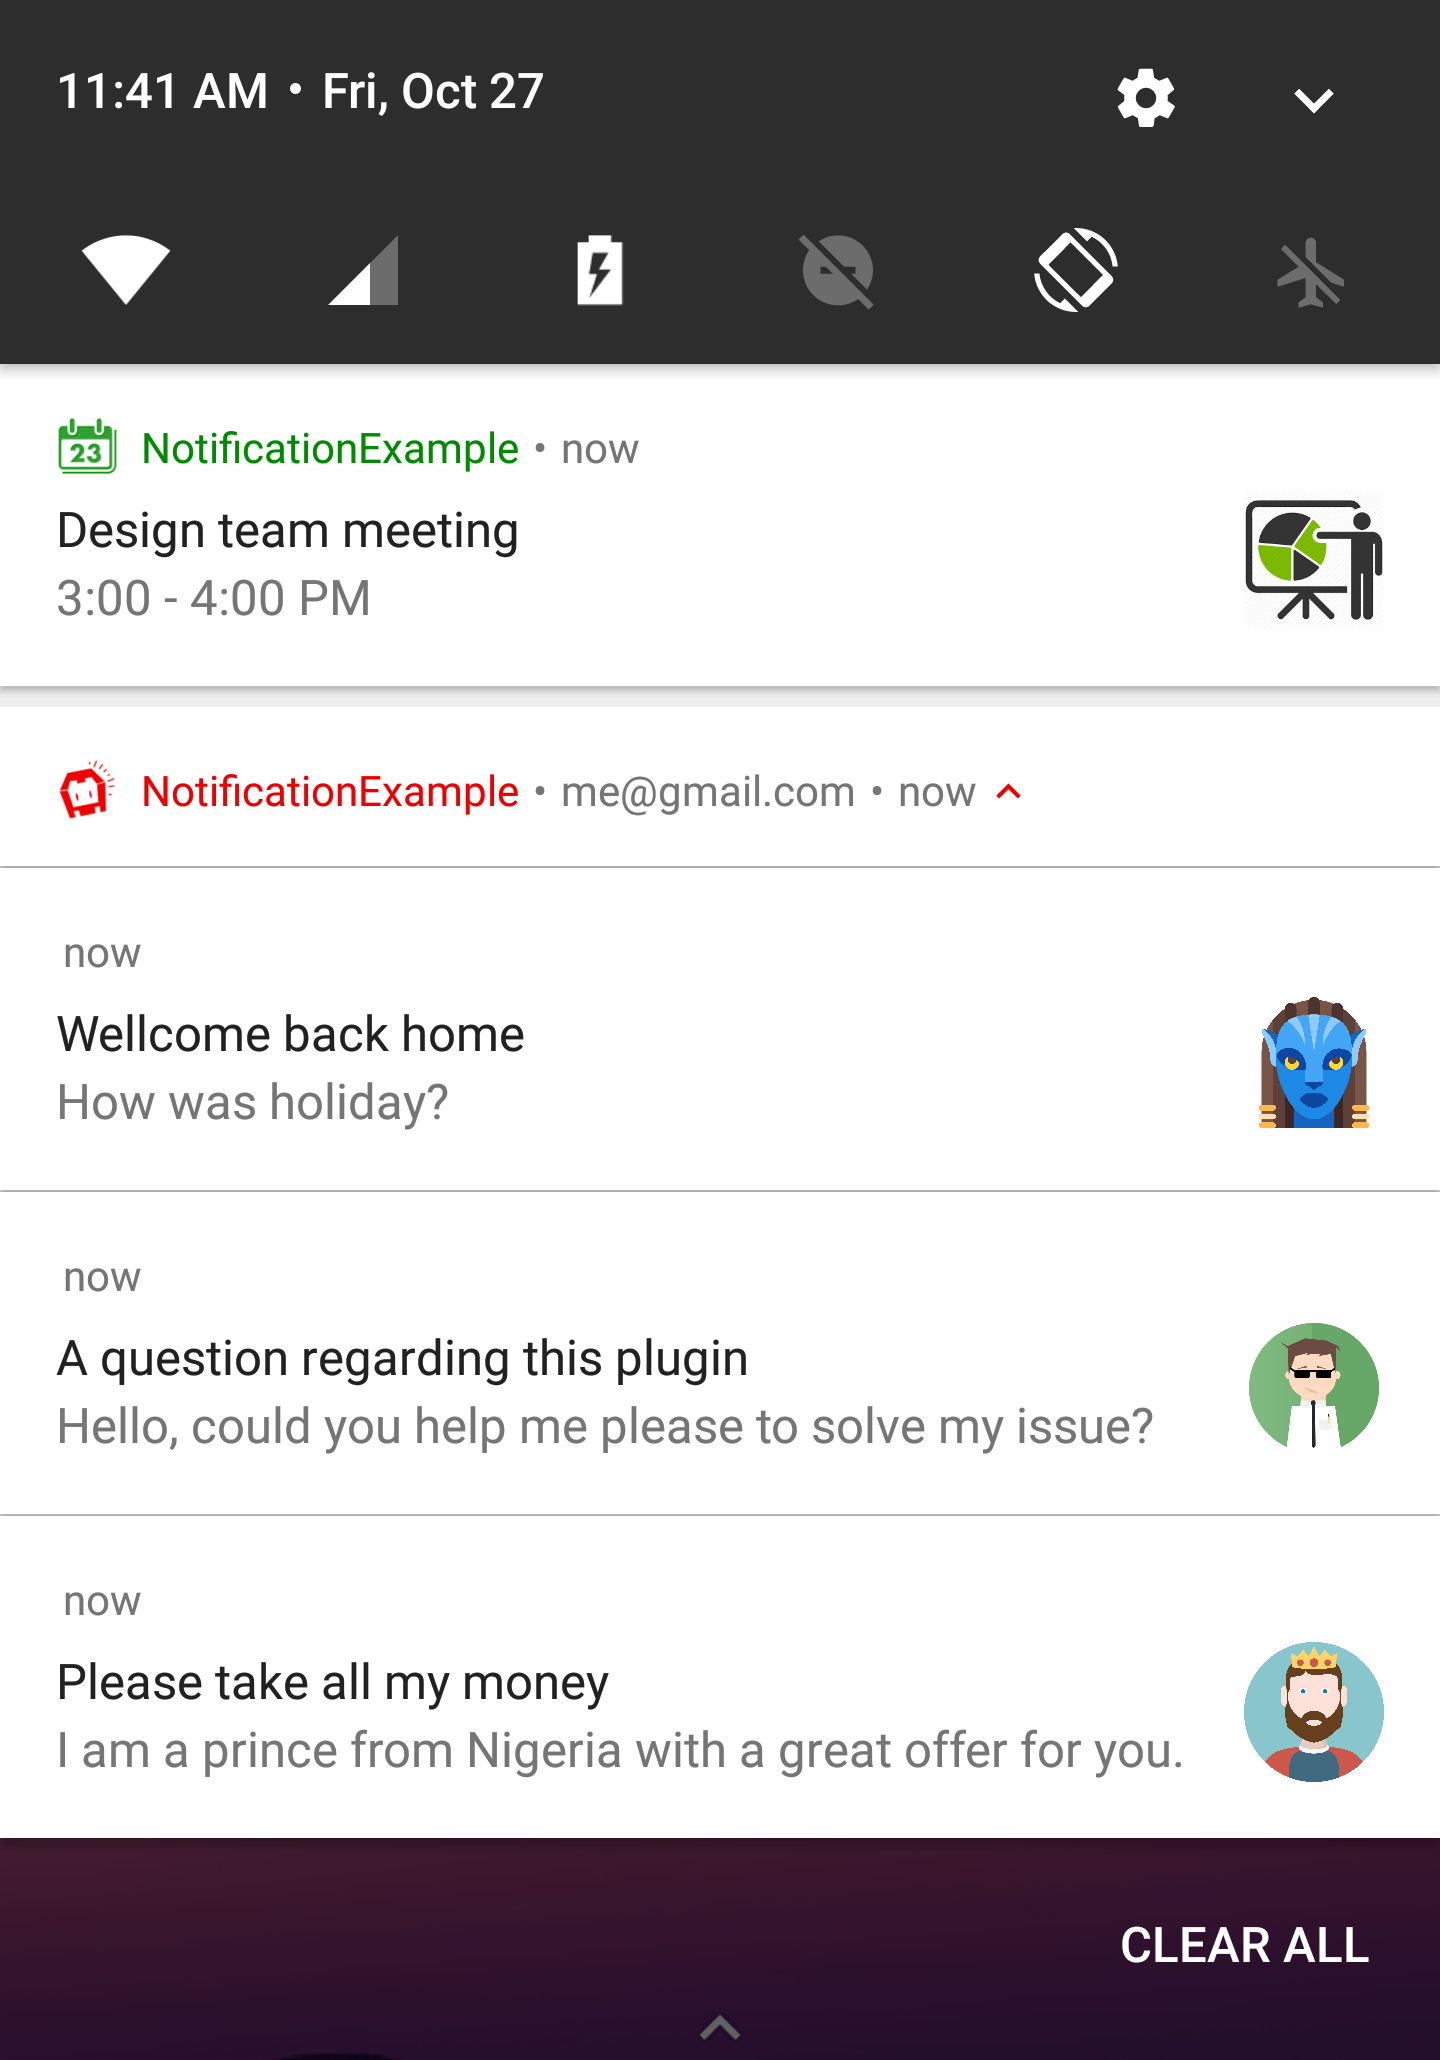 11:41 AM • Fri, Oct 27
23
NotificationExample • now
Design team meeting
3:00 - 4:00 PM
NotificationExample • me@gmail.com • now
now
Wellcome back home
How was holiday?
now
A question regarding this plugin
Hello, could you help me please to solve my issue?
now
Please take all my money
I am a prince from Nigeria with a great offer for you.
CLEAR ALL